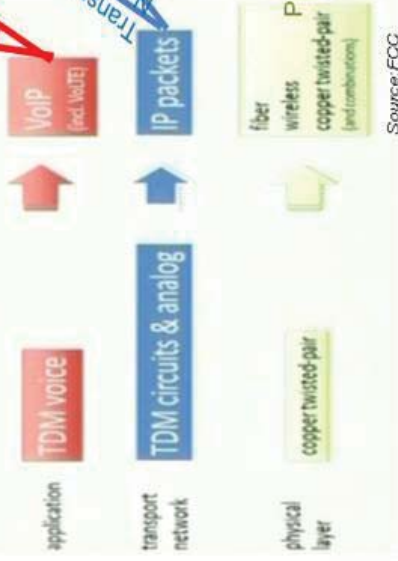 application
TDM voice
VoIP
(incl. VoLTE)
transport
network
TDM circuits & analog
IP packets
physical
layer
copper twisted-pair
fiber
wireless
copper twisted-pair
(and combinations)
P
Source: FCC